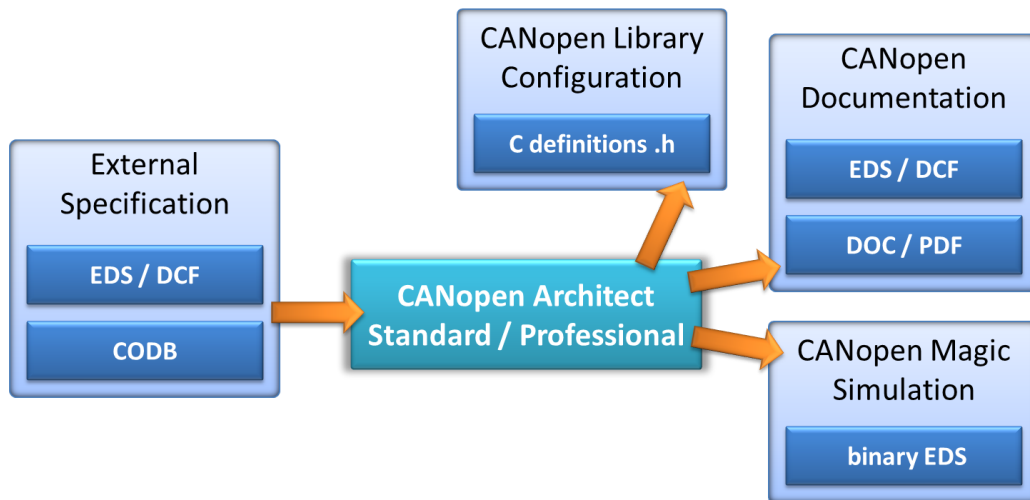 External
Specification
EDS / DCF
CODB
CANopen Architect
Standard / Professional
CANopen Library
Configuration
C definitions .h
CANopen
Documentation
EDS / DCF
DOC / PDF
CANopen Magic
Simulation
binary EDS